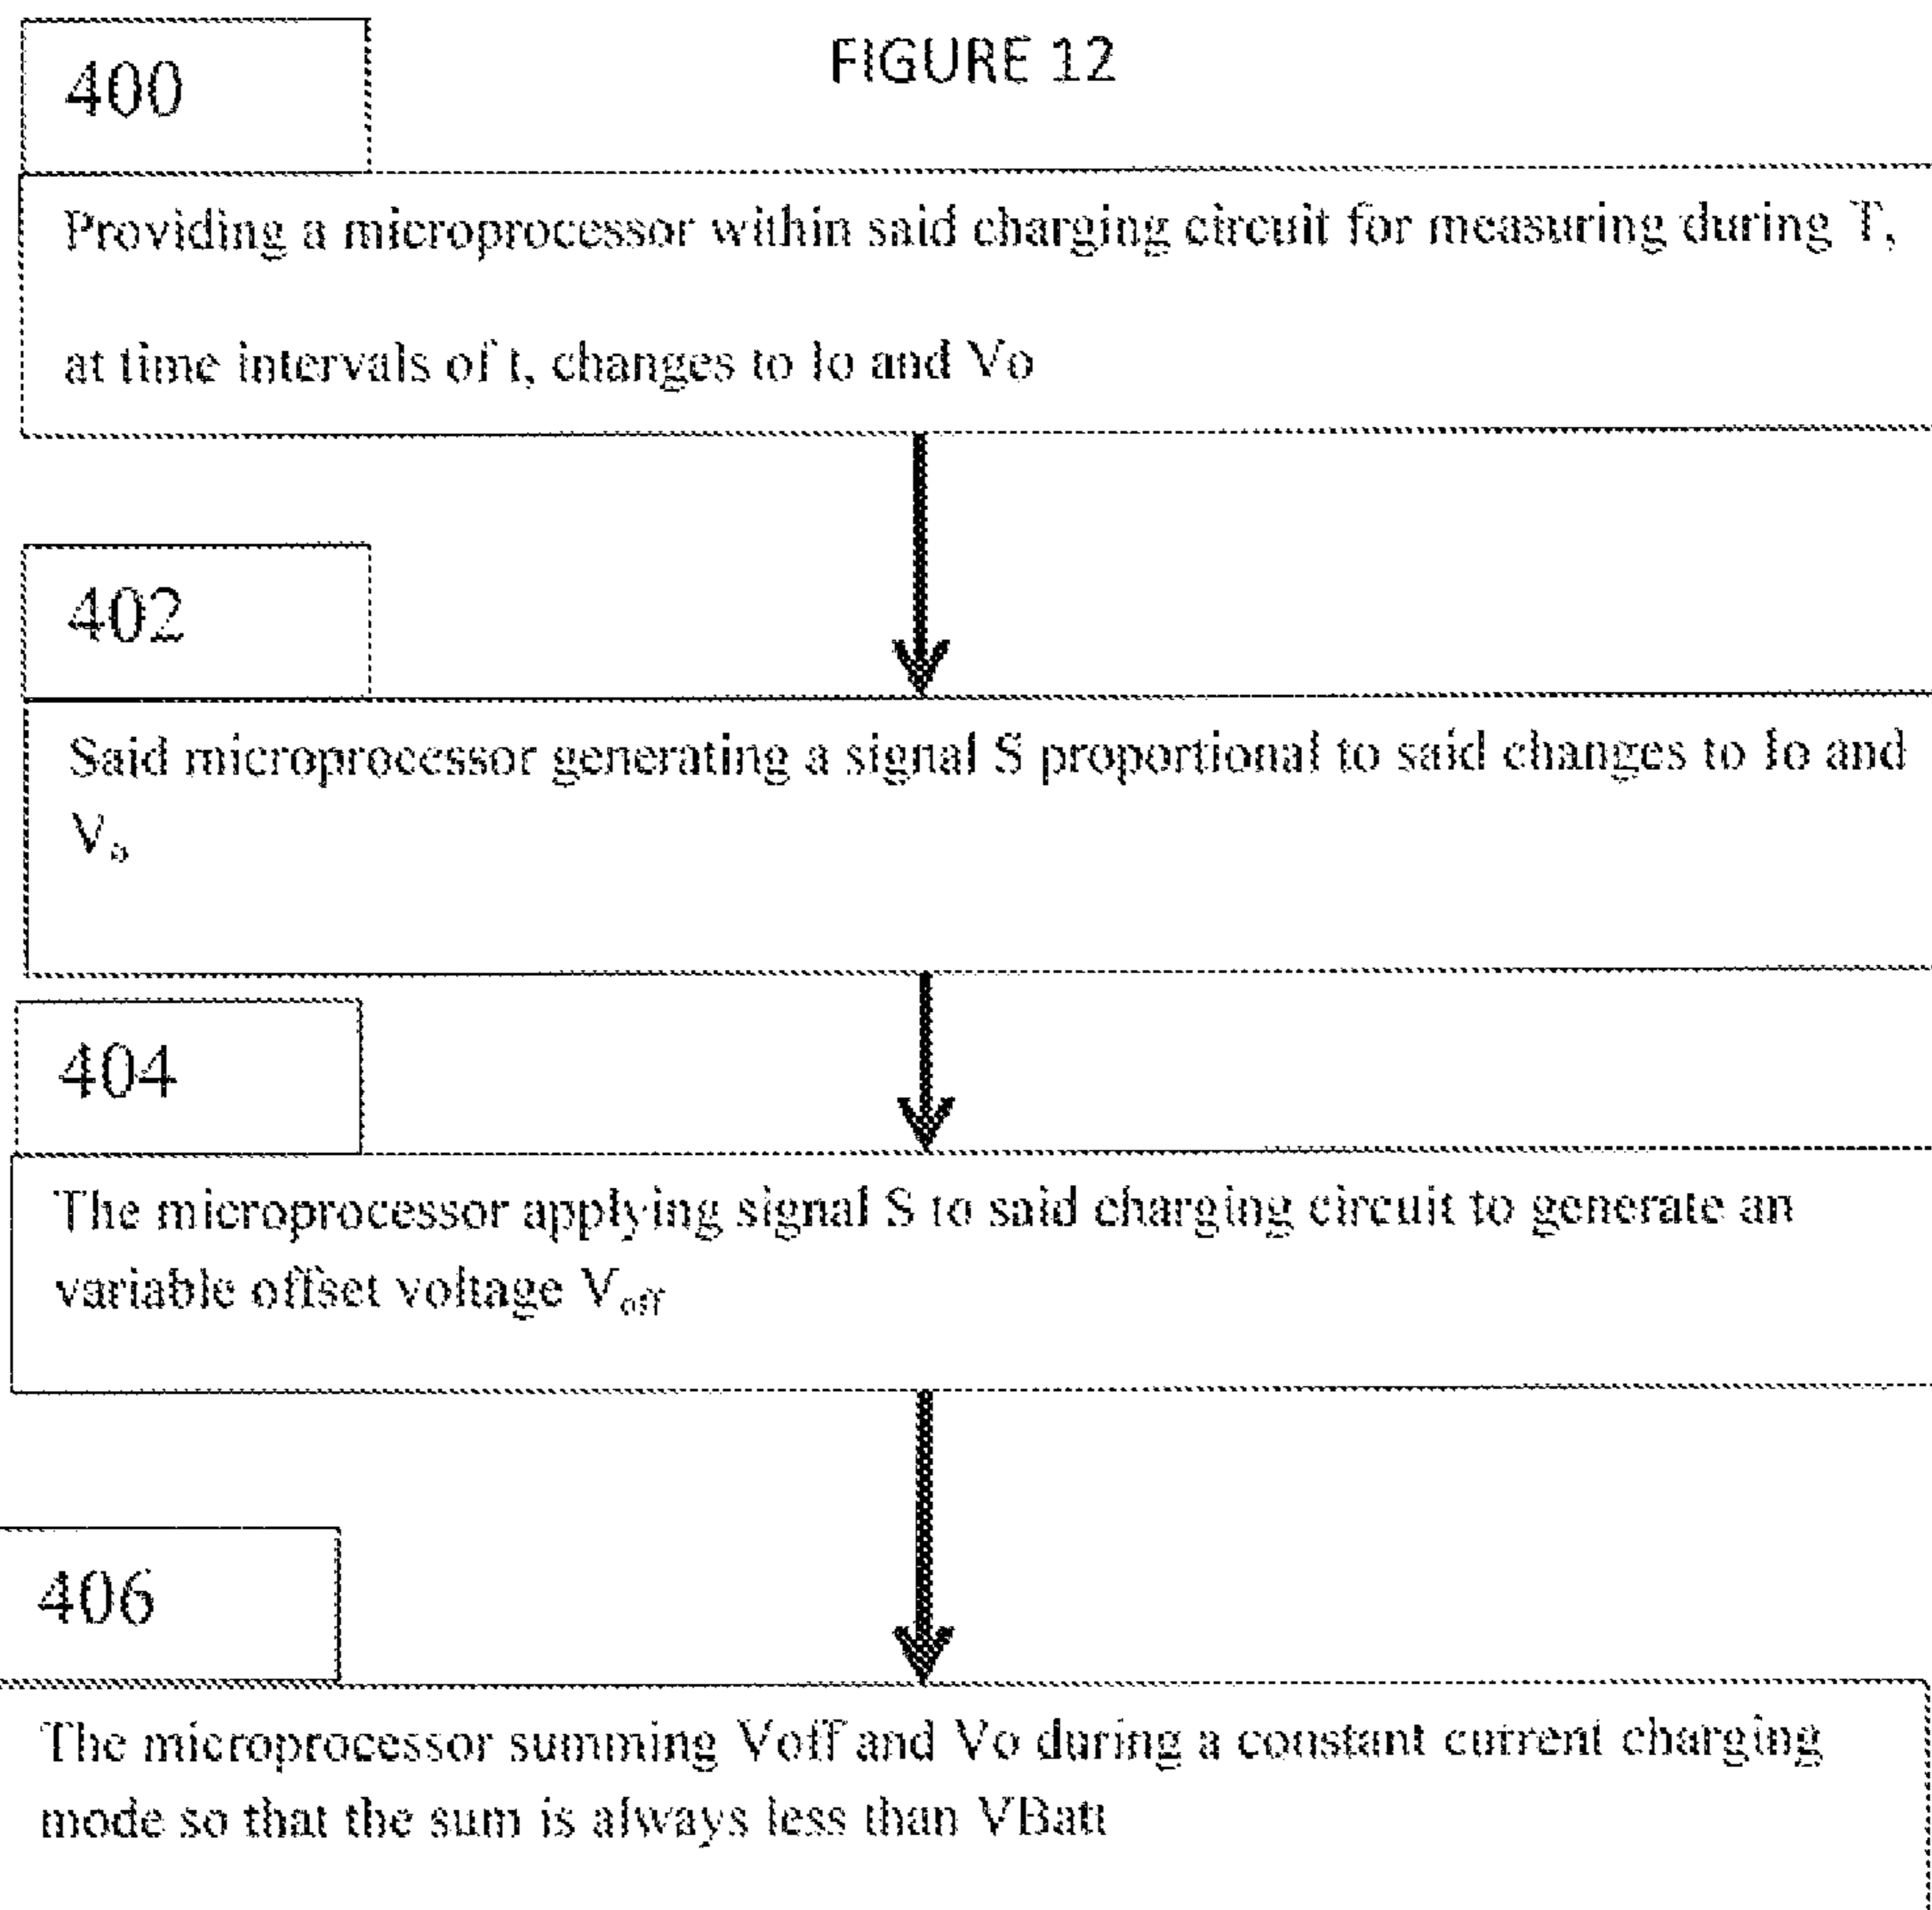 FIGURE 12
400
Providing a microprocessor within said charging circuit for measuring during T,
at time intervals of t, changes to Io and Vo
402
Said microprocessor generating a signal S proportional to said changes to Io and
Vo
404
The microprocessor applying signal S to said charging circuit to generate an
variable offset voltage Voff
406
The microprocessor summing Voff and Vo during a constant current charging
mode so that the sum is always less than VBatt